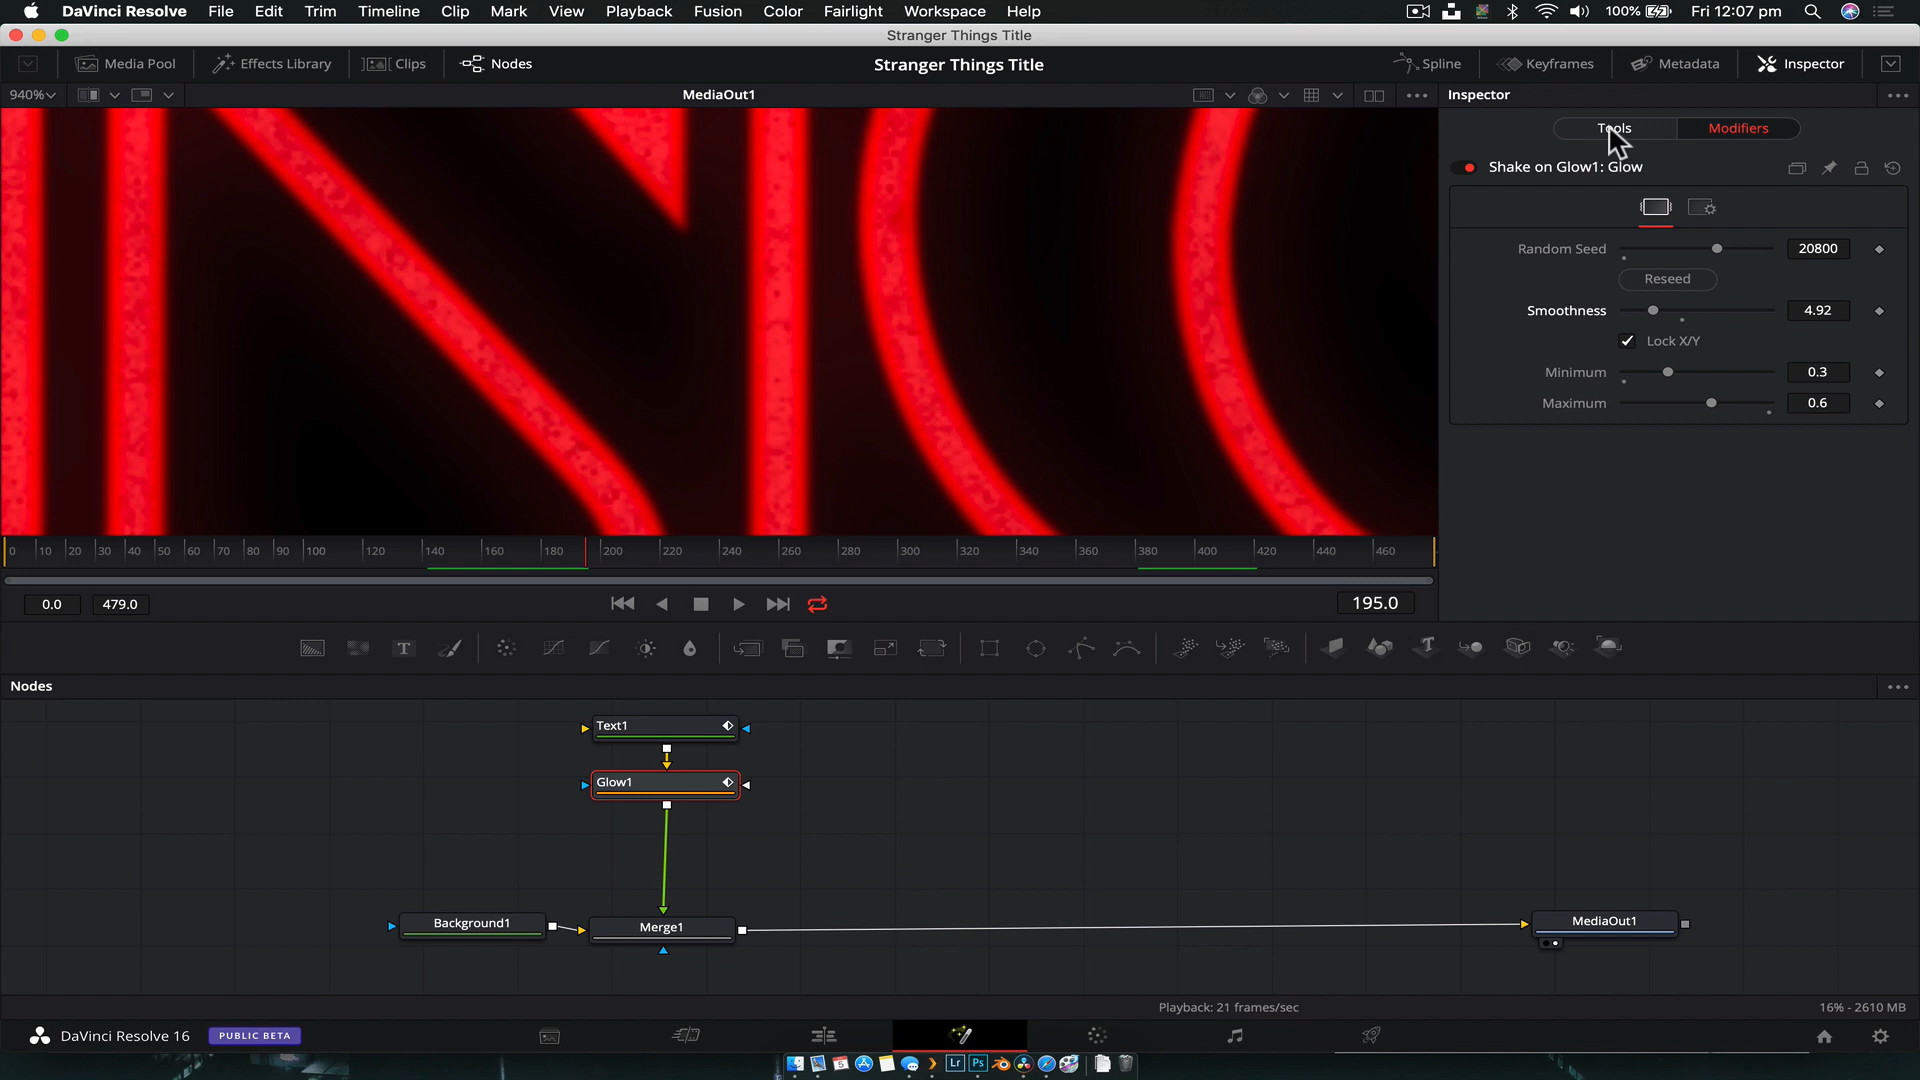 DaVinci Resolve File Edit Trim Timeline Clip Mark View Playback Fusion Color Fairlight Workspace Help 100% Fri 12:07 pm
Stranger Things Title
Media Pool Effects Library Clips Nodes Stranger Things Title Spline Keyframes Metadata Inspector
940% MediaOut1 Inspector
Tools Modifiers
Shake on Glow1: Glow
Random Seed 20800
Reseed
Smoothness 4.92
Lock X/Y
Minimum 0.3
Maximum 0.6
0 10 20 30 40 50 60 70 80 90 100 120 140 160 180 200 220 240 260 280 300 320 340 360 380 400 420 440 460
0.0 479.0 195.0
T T
Nodes
Text1
Glow1
Background1 Merge1 MediaOut1
Playback: 21 frames/sec 16% - 2610 MB
DaVinci Resolve 16 PUBLIC BETA
5 Lr Ps